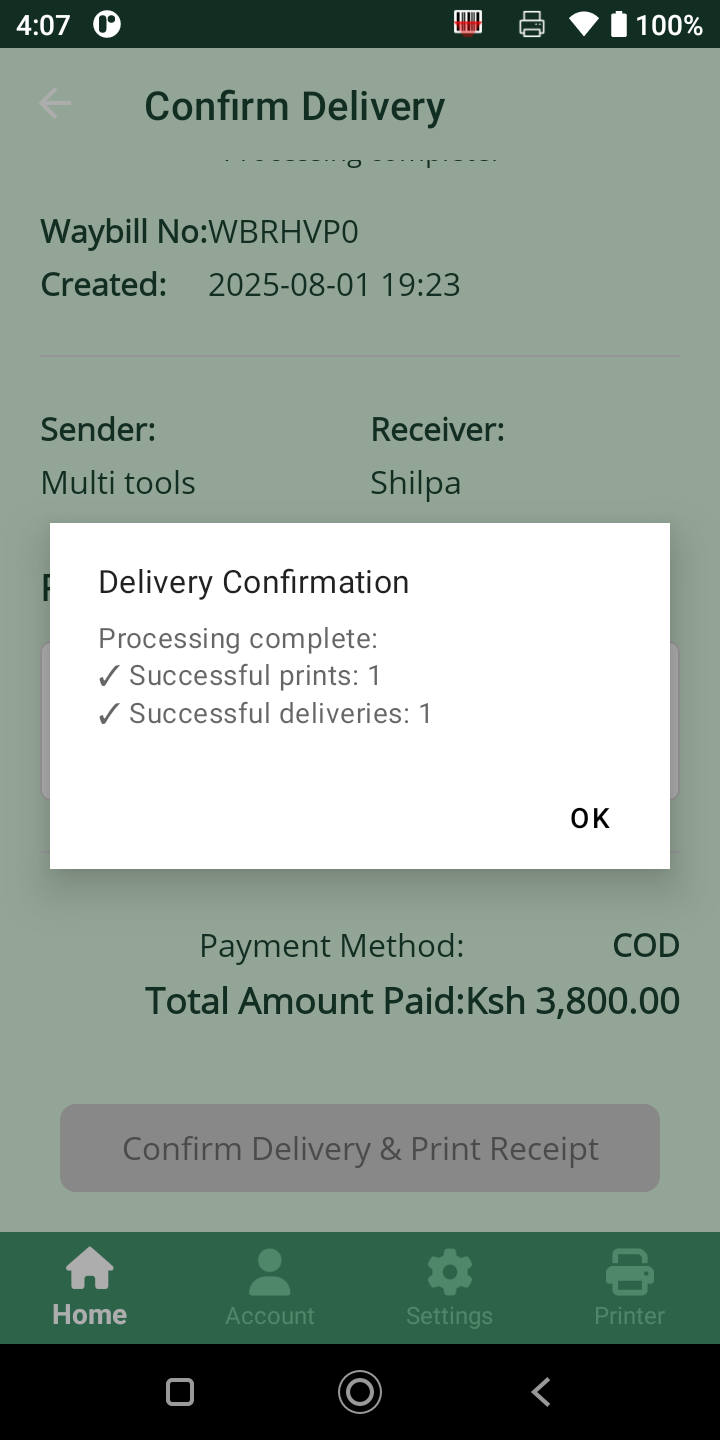 4:07
100%
Confirm Delivery
Waybill No:WBRHVP0
Created: 2025-08-01 19:23
Sender: Receiver:
Multi tools Shilpa
Delivery Confirmation
Processing complete:
✓ Successful prints: 1
✓ Successful deliveries: 1
OK
Payment Method: COD
Total Amount Paid:Ksh 3,800.00
Confirm Delivery & Print Receipt
Home Account Settings Printer